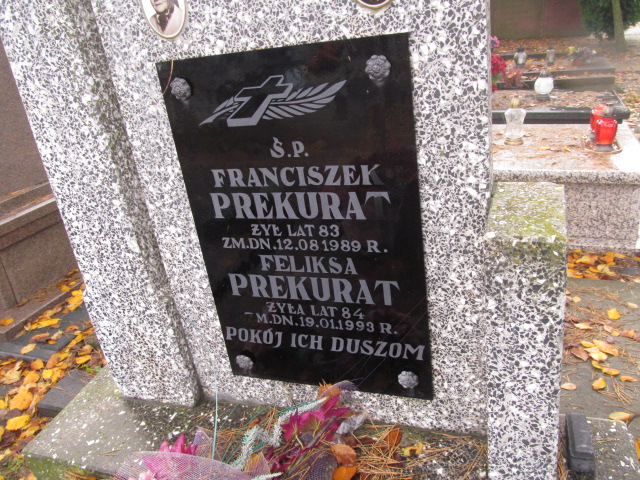 Ś.P.
FRANCISZEK
PREKURAT
ŻYŁ LAT 83
ZM.DN.12.08 1989 R.
FELIKSA
PREKURAT
ŻYŁA LAT 84
-M.DN.19.01.1993 R.
POKÓJ ICH DUSZOM